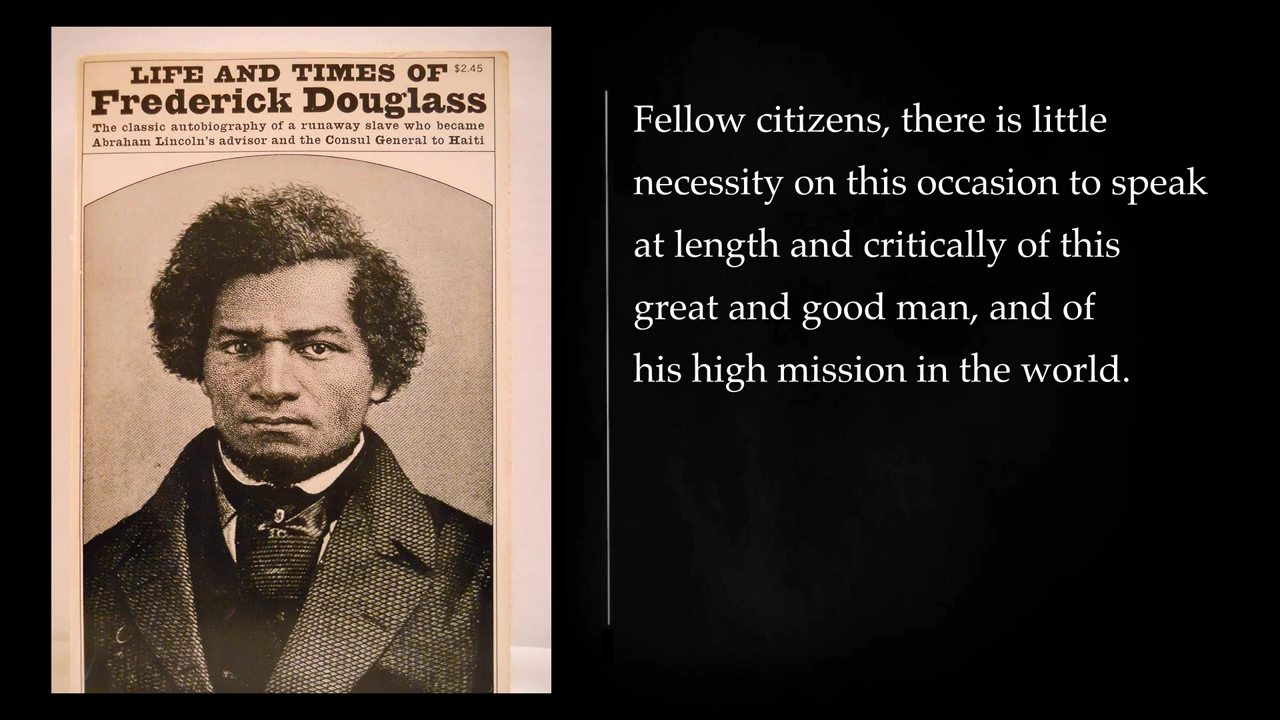 LIFE AND TIMES OF $2.45
Frederick Douglass
The classic autobiography of a runaway slave who became
Abraham Lincoln's advisor and the Consul General to Haiti
Fellow citizens, there is little
necessity on this occasion to speak
at length and critically of this
great and good man, and of
his high mission in the world.